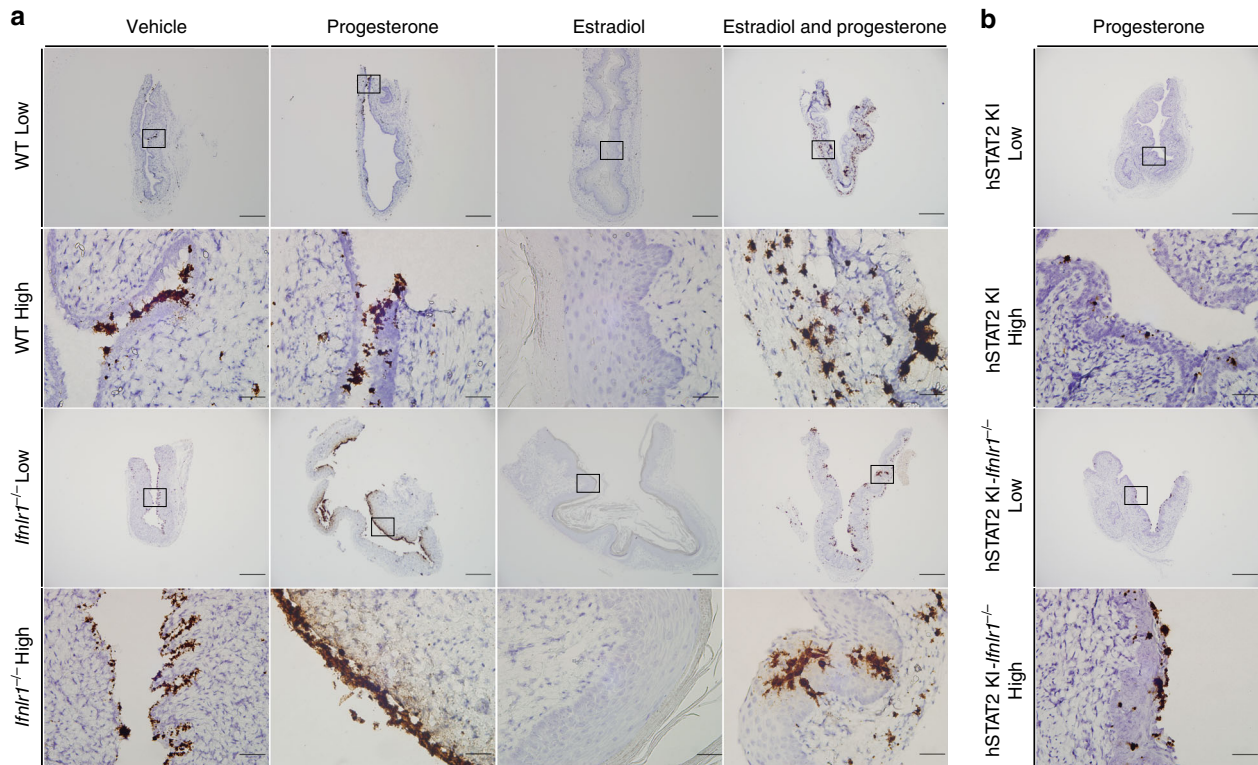 a
Vehicle
Progesterone
Estradiol
Estradiol and progesterone
b
Progesterone
WT Low
WT High
Ifnlr1–/– Low
Ifnlr1–/– High
hSTAT2 KI
Low
hSTAT2 KI
High
hSTAT2 KI-Ifnlr1–/–
Low
hSTAT2 KI-Ifnlr1–/–
High